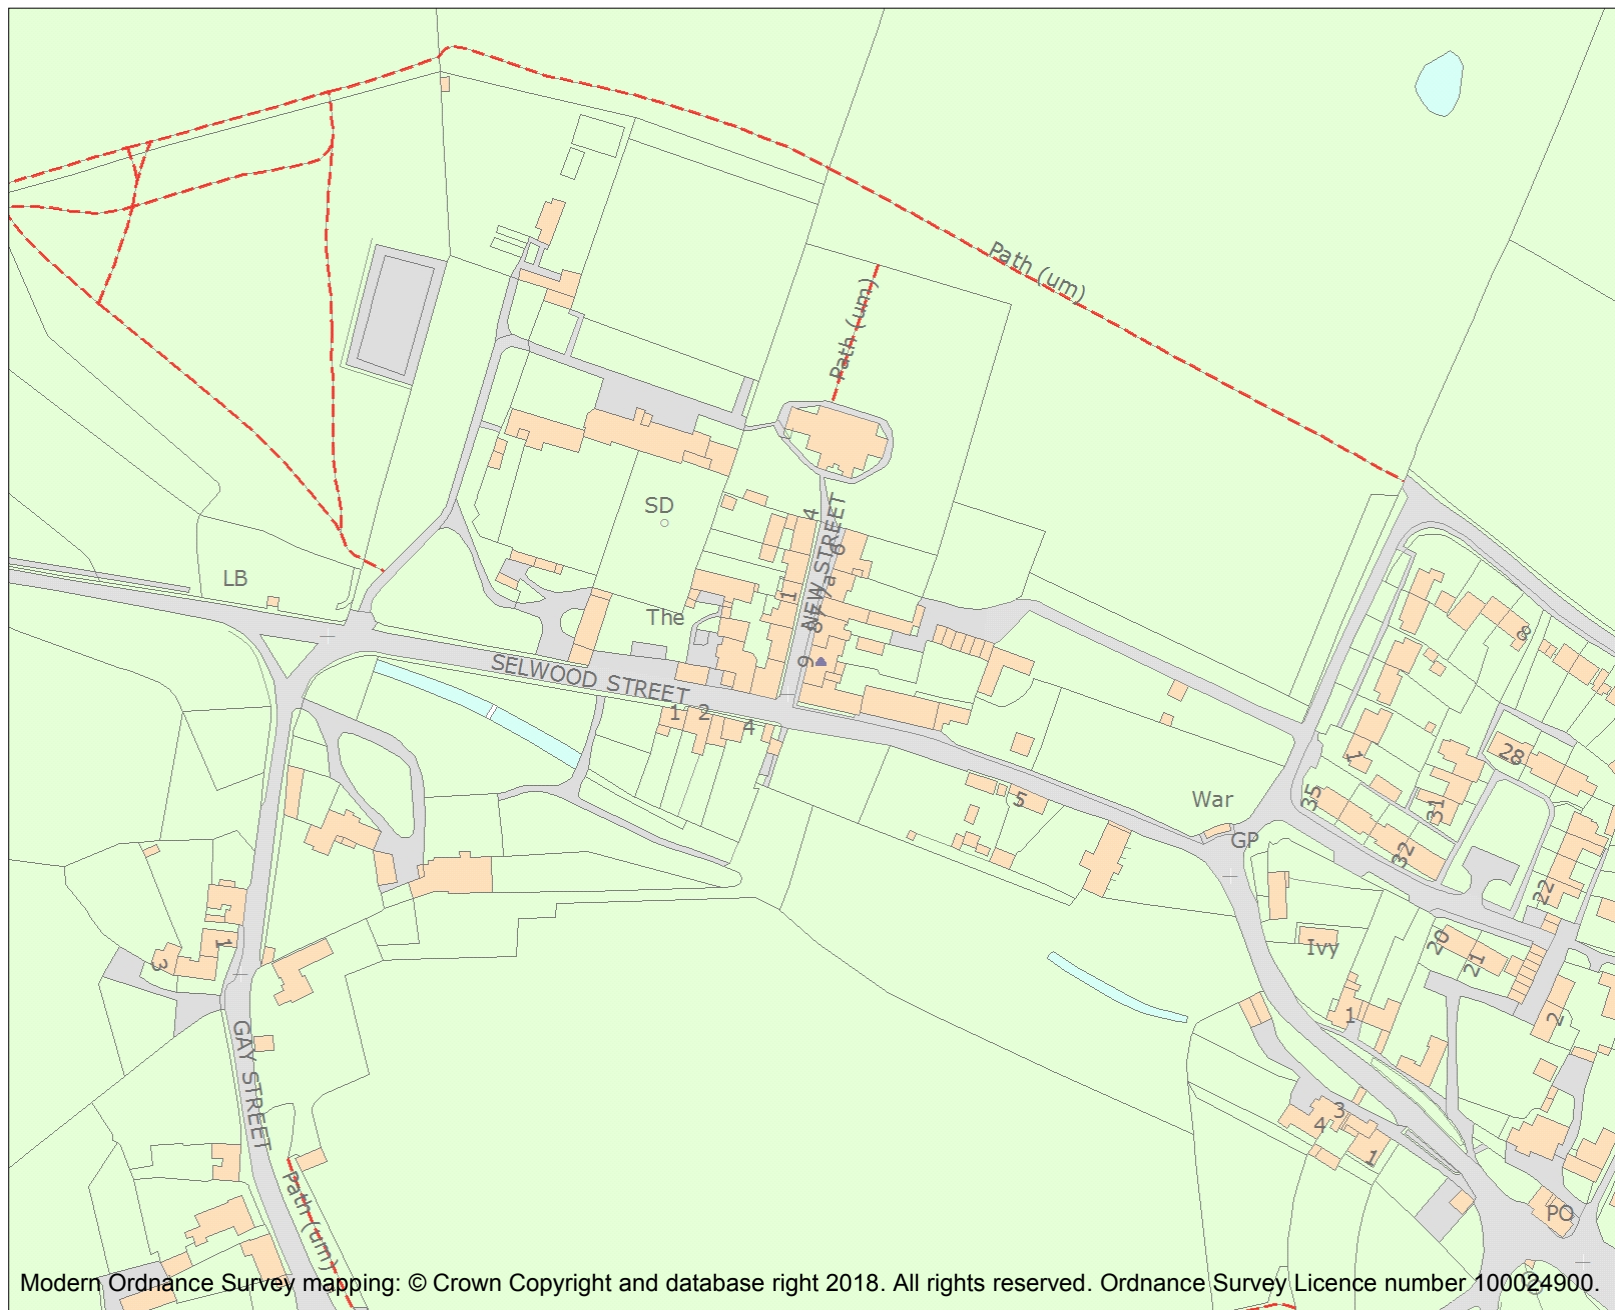 Path (um)
Path (um)
SD
4
NEW STREET
6
7a
7
8
9
1
LB
The
SELWOOD STREET
1
2
4
5
War
GP
8
1
28
35
31
32
22
20
21
Ivy
1
2
3
1
GAY STREET
3
4
1
Path (um)
PO
Modern Ordnance Survey mapping: © Crown Copyright and database right 2018. All rights reserved. Ordnance Survey Licence number 100024900.